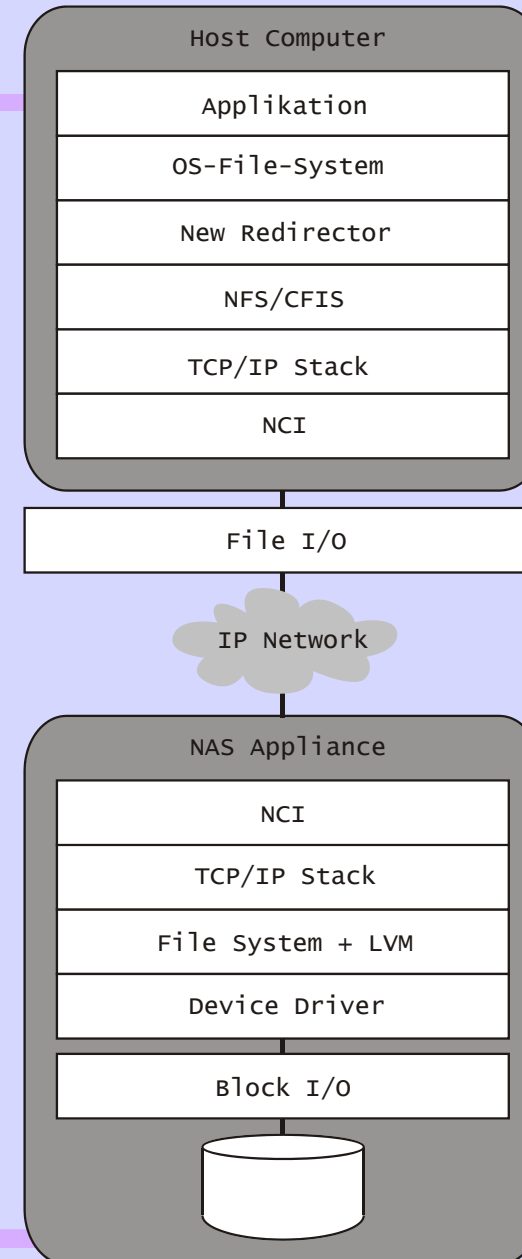 Host Computer
Applikation
OS-File-System
New Redirector
NFS/CFIS
TCP/IP Stack
NCI
File I/O
IP Network
NAS Appliance
NCI
TCP/IP Stack
File System + LVM
Device Driver
Block I/O